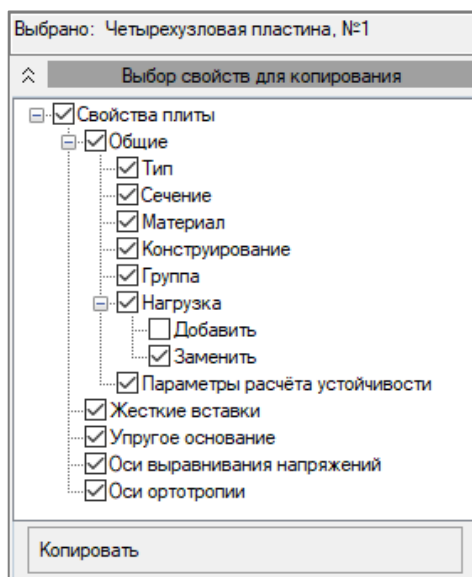 Выбрано: Четырехузловая пластина, №1
Выбор свойств для копирования
Свойства плиты
Общие
Тип
Сечение
Материал
Конструирование
Группа
Нагрузка
Добавить
Заменить
Параметры расчёта устойчивости
Жесткие вставки
Упругое основание
Оси выравнивания напряжений
Оси ортотропии
Копировать